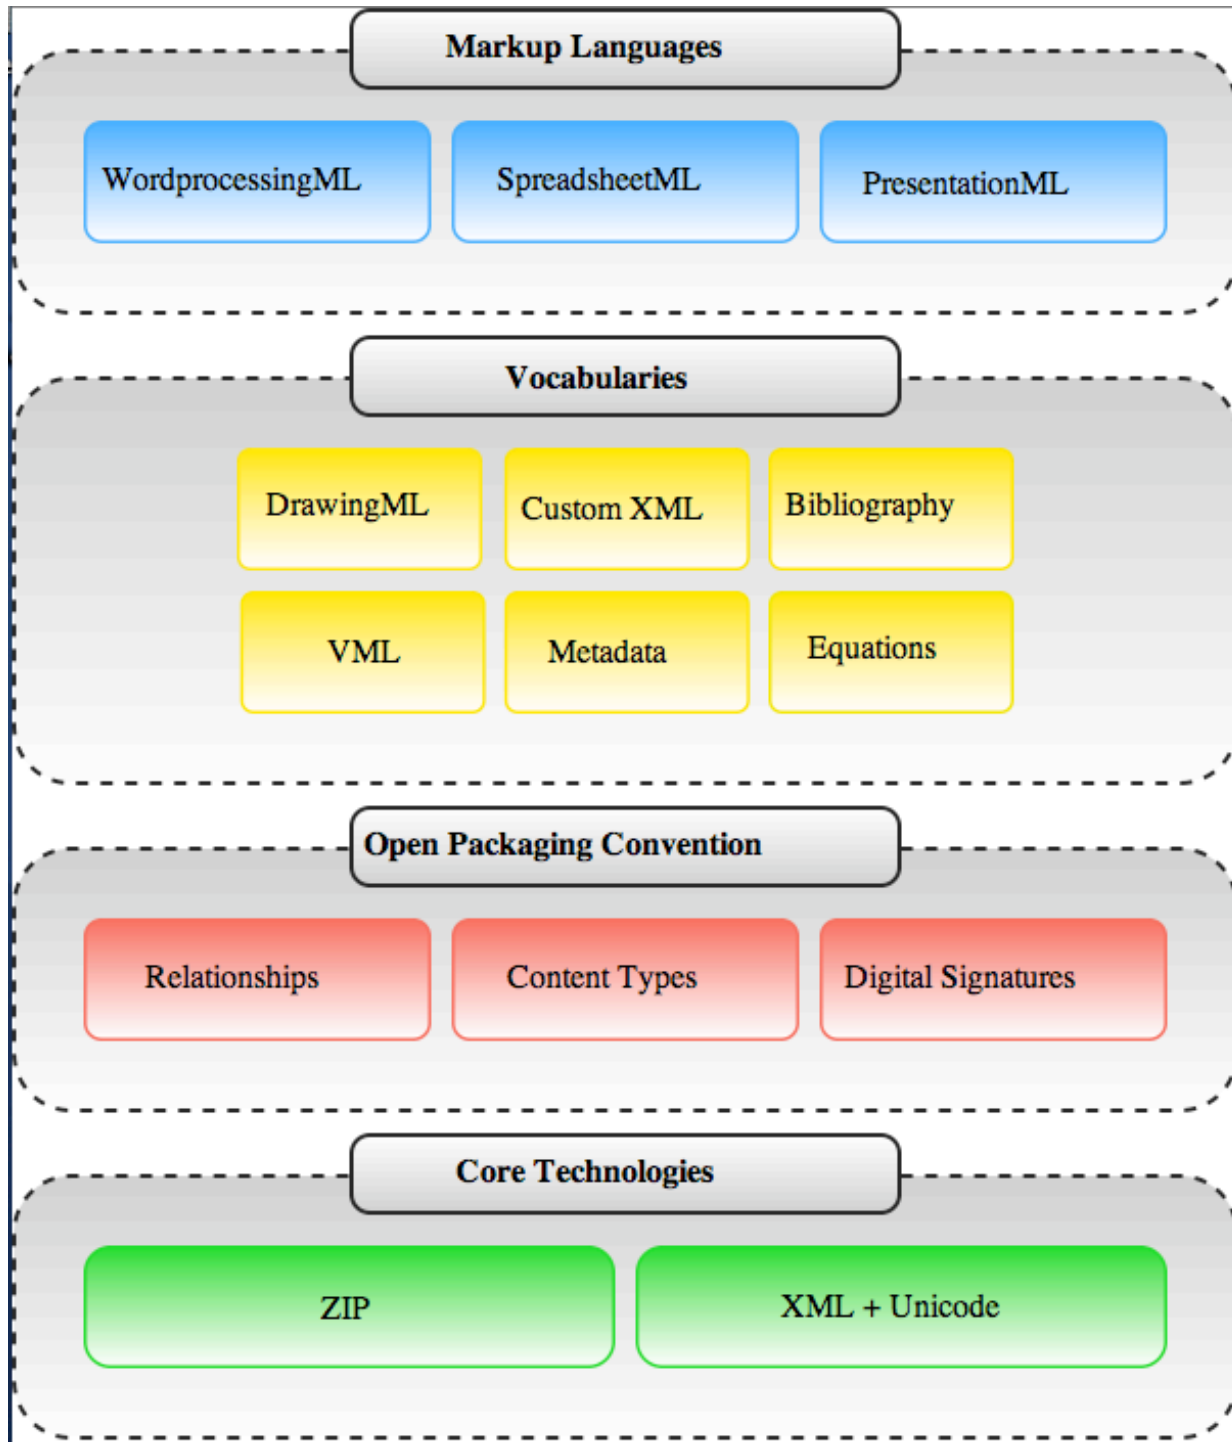 Markup Languages
WordprocessingML
SpreadsheetML
PresentationML
Vocabularies
DrawingML
Custom XML
Bibliography
VML
Metadata
Equations
Open Packaging Convention
Relationships
Content Types
Digital Signatures
Core Technologies
ZIP
XML + Unicode